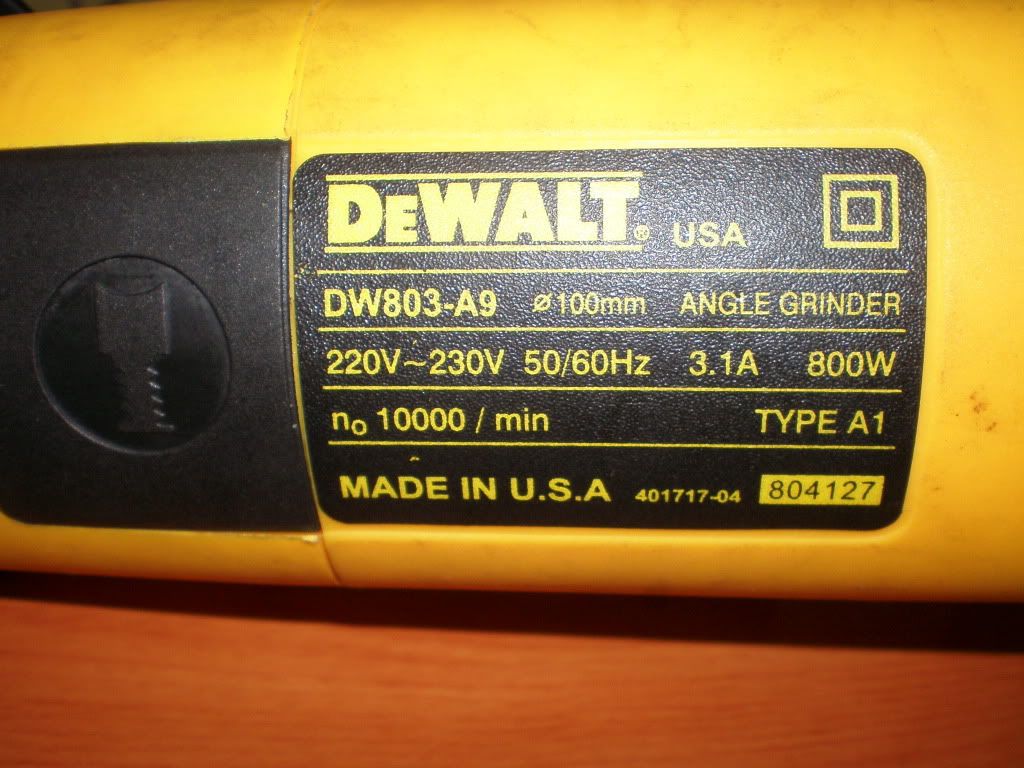 DEWALT® USA
DW803-A9 ⌀100mm ANGLE GRINDER
220V~230V 50/60Hz 3.1A 800W
no 10000 / min TYPE A1
MADE IN U.S.A 401717-04 804127